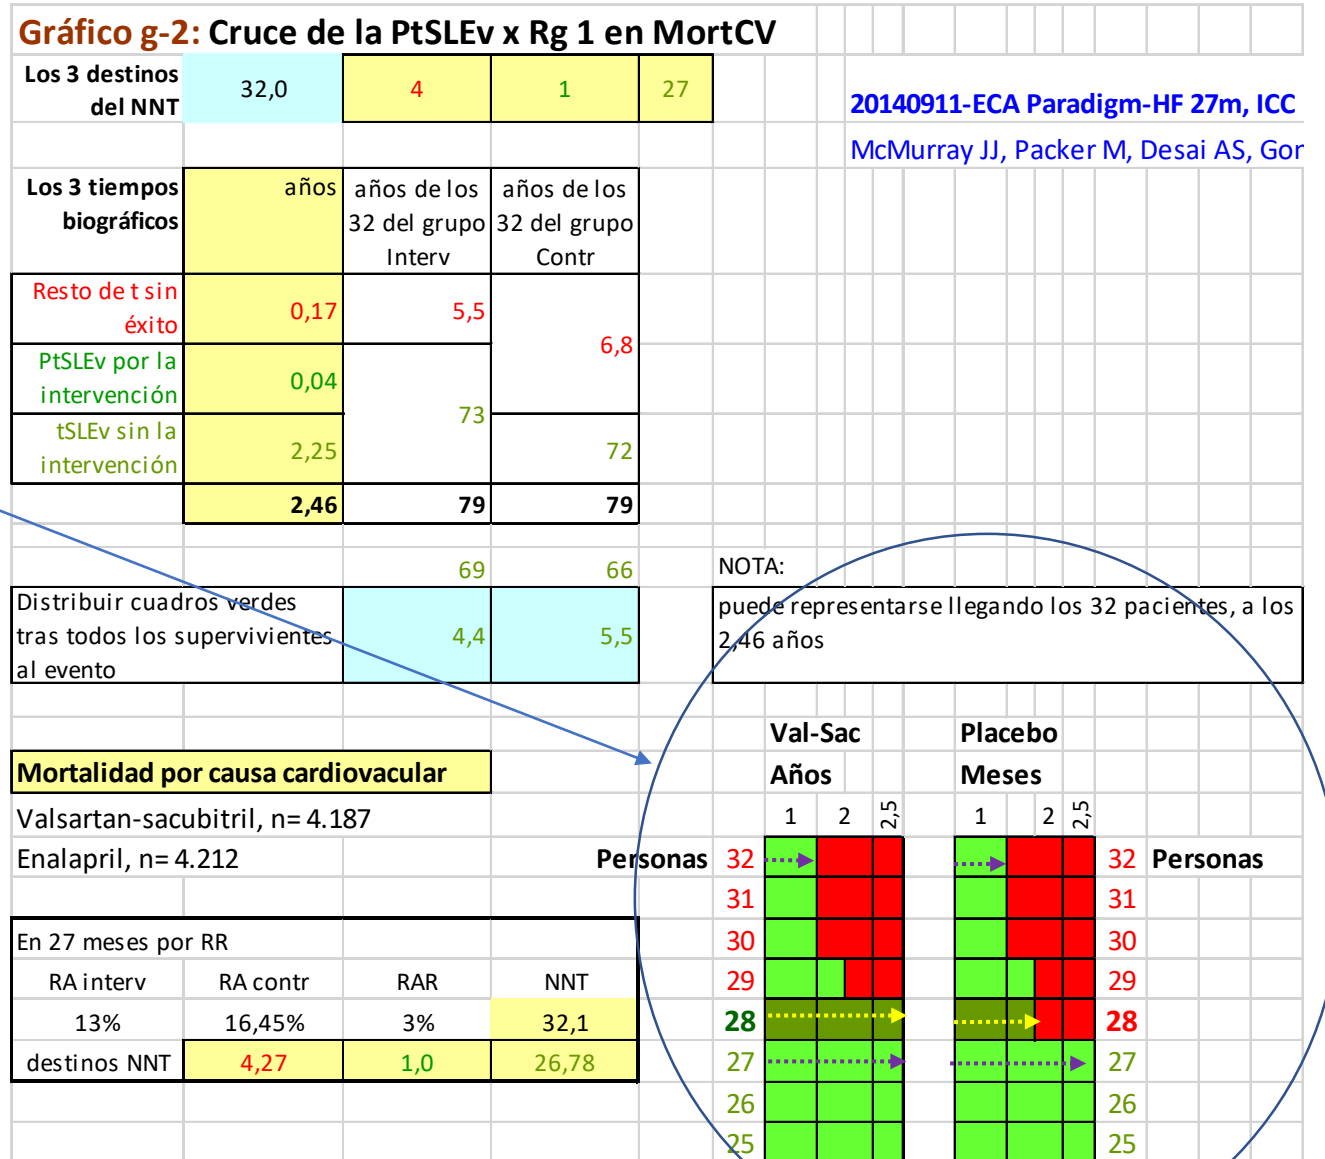 Gráfico g-2: Cruce de la PtSLEv x Rg 1 en MortCV
Los 3 destinos del NNT 32,0 4 1 27
20140911-ECA Paradigm-HF 27m, ICC
McMurray JJ, Packer M, Desai AS, Gor
Los 3 tiempos biográficos años años de los 32 del grupo Interv años de los 32 del grupo Contr
Resto de t sin éxito 0,17 5,5 6,8
PtSLEv por la intervención 0,04 73
tSLEv sin la intervención 2,25 72
2,46 79 79
69 66
NOTA:
Distribuir cuadros verdes tras todos los supervivientes al evento 4,4 5,5
puede representarse llegando los 32 pacientes, a los
2,46 años
Val-Sac Placebo
Mortalidad por causa cardiovacular
Años Meses
Valsartan-sacubitril, n= 4.187
1 2 2,5 1 2 2,5
Enalapril, n= 4.212
Personas 32 32 Personas
31 31
En 27 meses por RR
30 30
RA interv RA contr RAR NNT
29 29
13% 16,45% 3% 32,1
28 28
destinos NNT 4,27 1,0 26,78
27 27
26 26
25 25